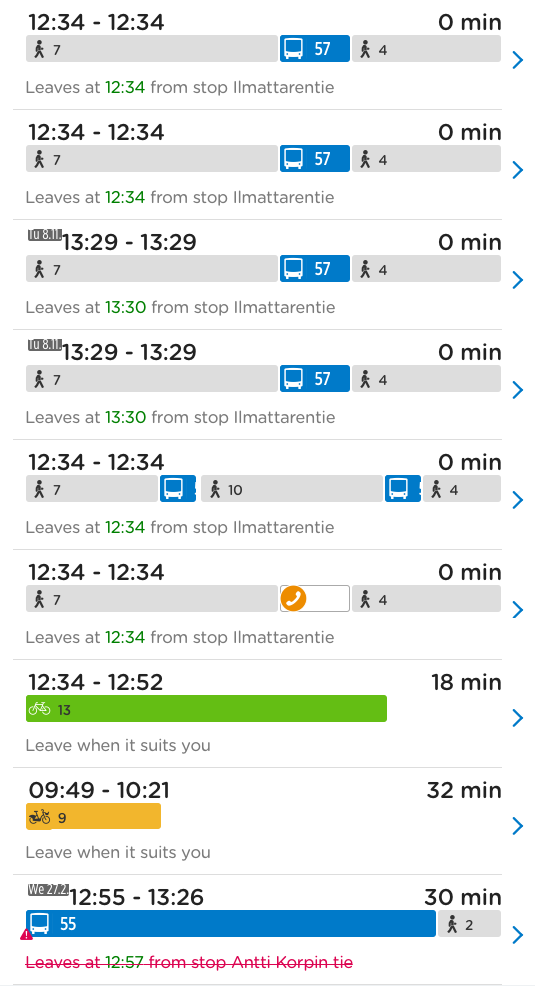 12:34 - 12:34 0 min
7 57 4
Leaves at 12:34 from stop Ilmattarentie
12:34 - 12:34 0 min
7 57 4
Leaves at 12:34 from stop Ilmattarentie
Tu 8.11. 13:29 - 13:29 0 min
7 57 4
Leaves at 13:30 from stop Ilmattarentie
Tu 8.11. 13:29 - 13:29 0 min
7 57 4
Leaves at 13:30 from stop Ilmattarentie
12:34 - 12:34 0 min
7 10 4
Leaves at 12:34 from stop Ilmattarentie
12:34 - 12:34 0 min
7 4
Leaves at 12:34 from stop Ilmattarentie
12:34 - 12:52 18 min
13
Leave when it suits you
09:49 - 10:21 32 min
9
Leave when it suits you
We 27.2. 12:55 - 13:26 30 min
55 2
Leaves at 12:57 from stop Antti Korpin tie